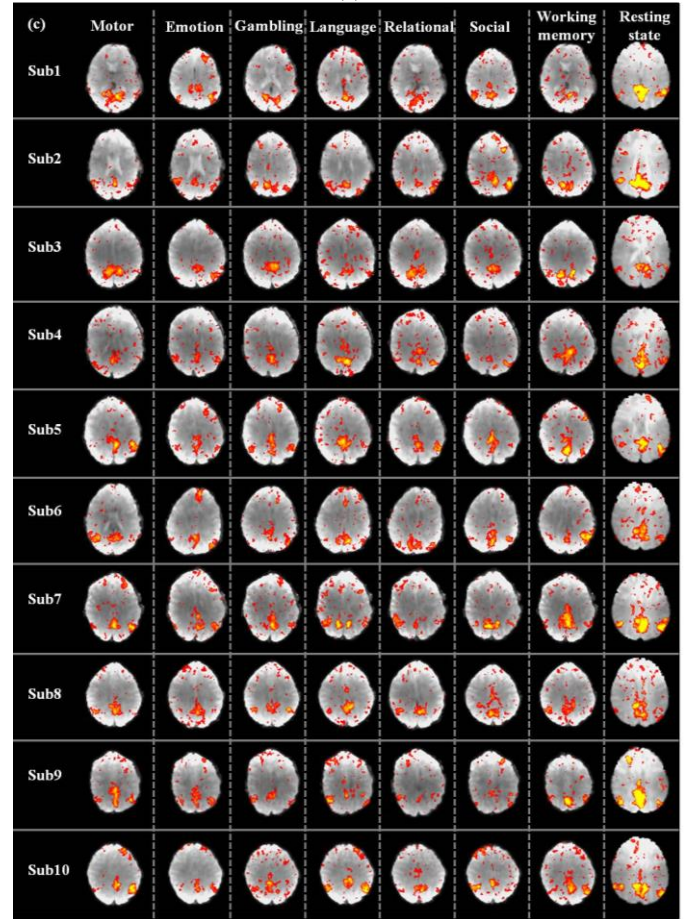 (c)
Motor Emotion Gambling Language Relational Social Working memory Resting state
Sub1
Sub2
Sub3
Sub4
Sub5
Sub6
Sub7
Sub8
Sub9
Sub10